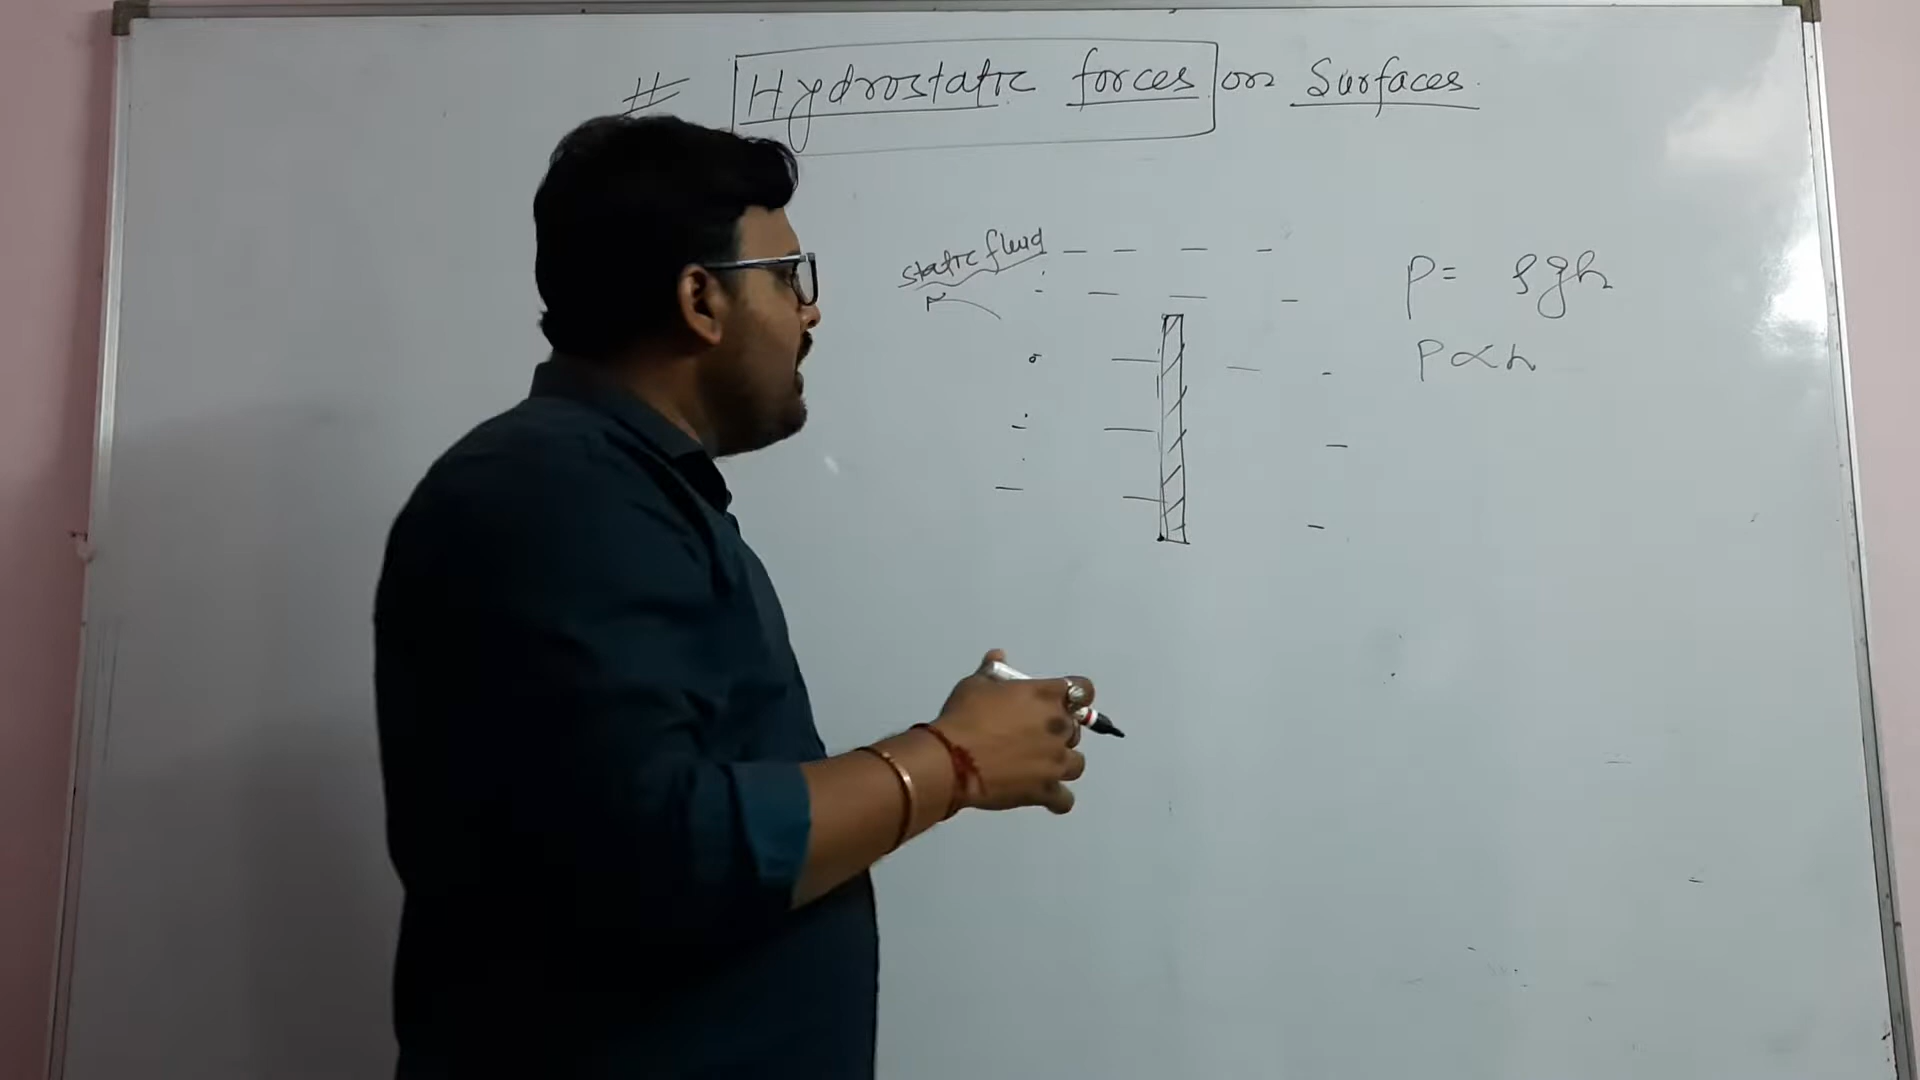 # Hydrostatic forces on Surfaces.
static fluid
P = ρgh
P ∝ h